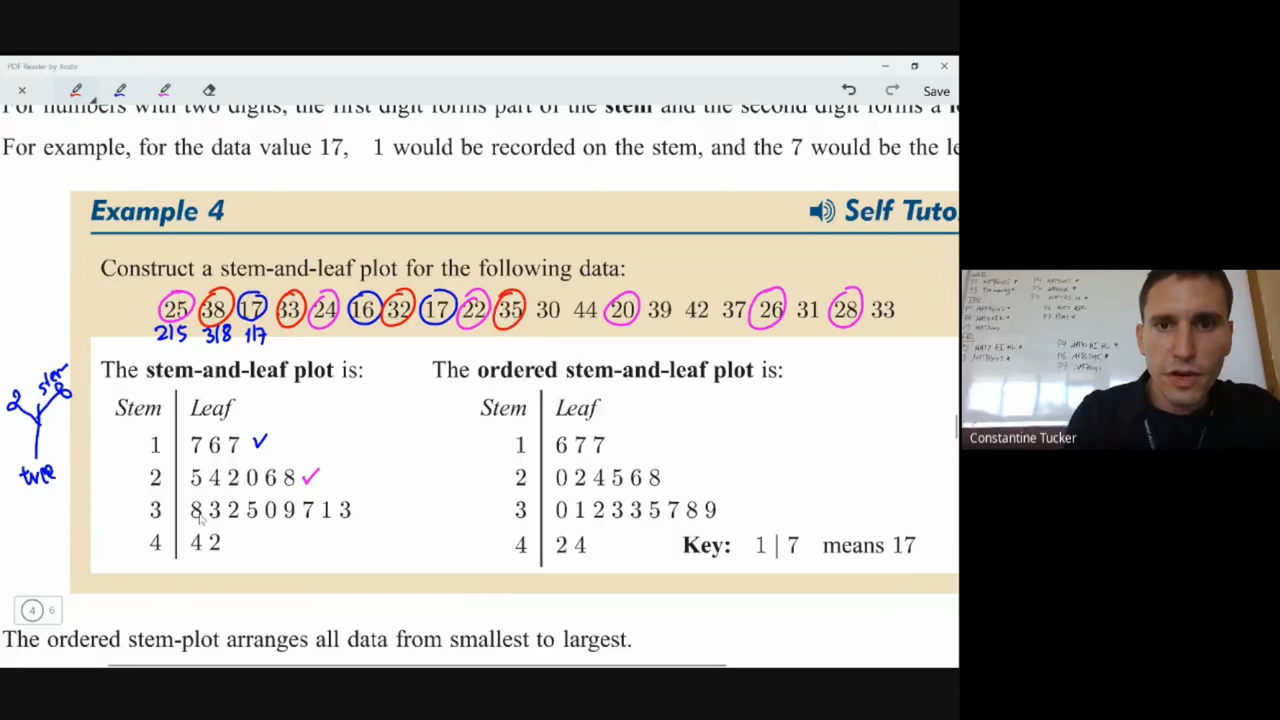 PDF Reader by Xodo
Save
For numbers with two digits, the first digit forms part of the stem and the second digit forms a
For example, for the data value 17, 1 would be recorded on the stem, and the 7 would be the le
Example 4
Self Tuto
Construct a stem-and-leaf plot for the following data:
25 38 17 33 24 16 32 17 22 35 30 44 20 39 42 37 26 31 28 33
2|5 3|8 1|7
The stem-and-leaf plot is:
Stem Leaf
1 7 6 7
2 5 4 2 0 6 8
3 8 3 2 5 0 9 7 1 3
4 4 2
The ordered stem-and-leaf plot is:
Stem Leaf
1 6 7 7
2 0 2 4 5 6 8
3 0 1 2 3 3 5 7 8 9
4 2 4
Key: 1 | 7 means 17
stem
2 8
tree
4 6
The ordered stem-plot arranges all data from smallest to largest.
Constantine Tucker